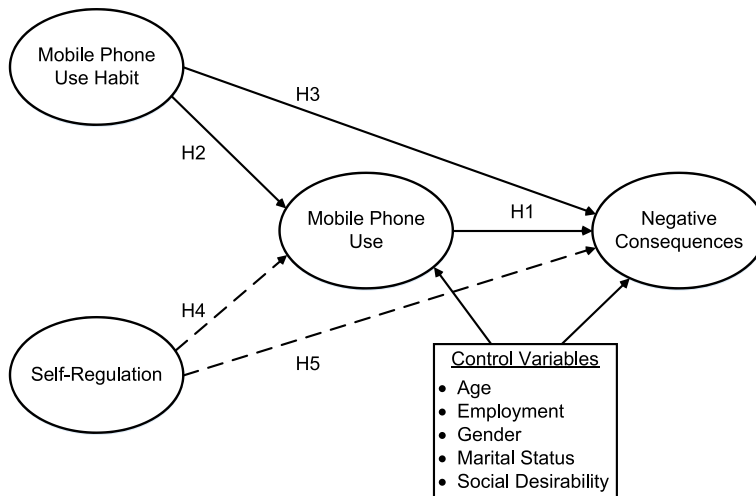 Mobile Phone
Use Habit
H3
H2
Mobile Phone
Use
H1
Negative
Consequences
H4
Self-Regulation
H5
Control Variables
• Age
• Employment
• Gender
• Marital Status
• Social Desirability